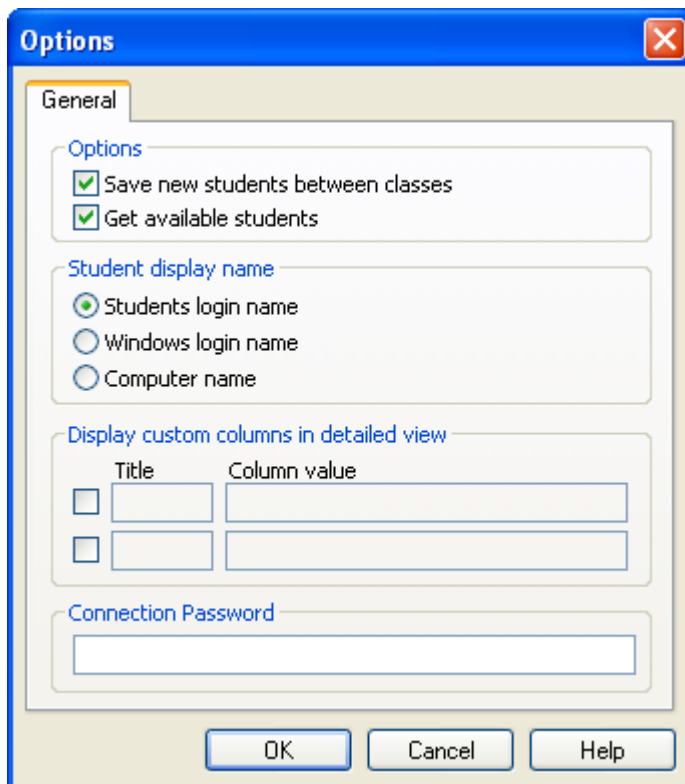 Options
General
Options
Save new students between classes
Get available students
Student display name
Students login name
Windows login name
Computer name
Display custom columns in detailed view
Title Column value
Connection Password
OK Cancel Help